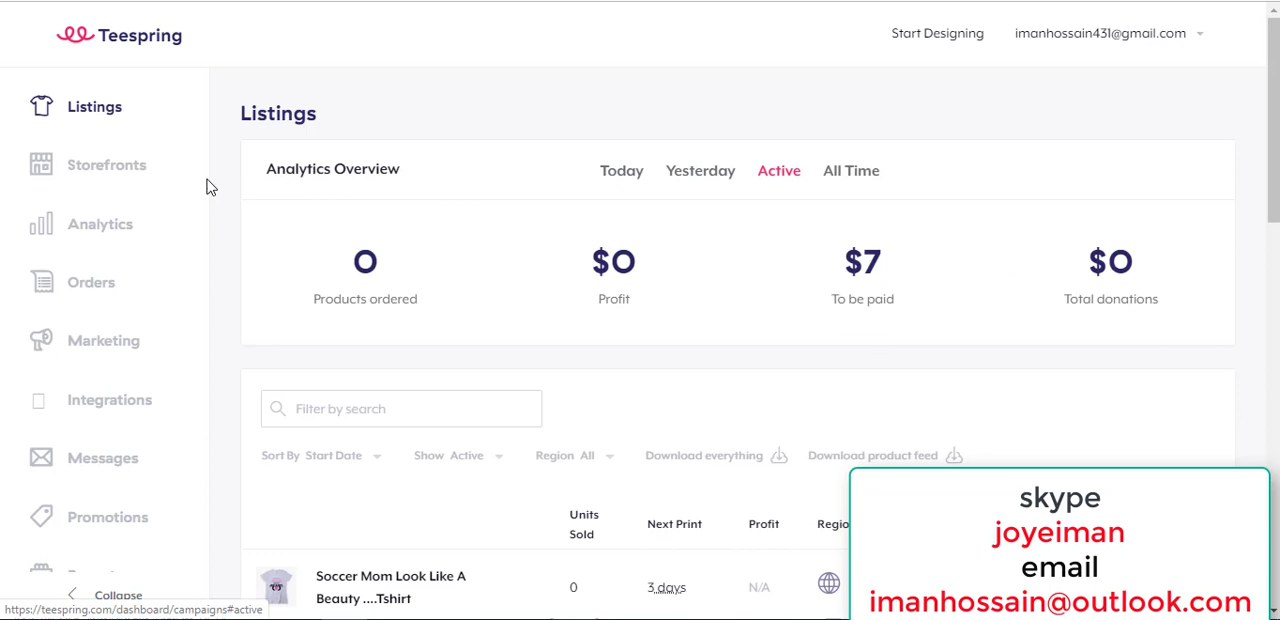 Teespring
Start Designing
imanhossain431@gmail.com
Listings
Storefronts
Analytics
Orders
Marketing
Integrations
Messages
Promotions
Collapse
https://teespring.com/dashboard/campaigns#active
Listings
Analytics Overview
Today Yesterday Active All Time
0 $0 $7 $0
Products ordered Profit To be paid Total donations
Filter by search
Sort By Start Date Show Active Region All Download everything Download product feed
Units
Sold
Next Print Profit
Soccer Mom Look Like A
Beauty ....Tshirt
0 3 days N/A
skype
joyeiman
email
imanhossain@outlook.com